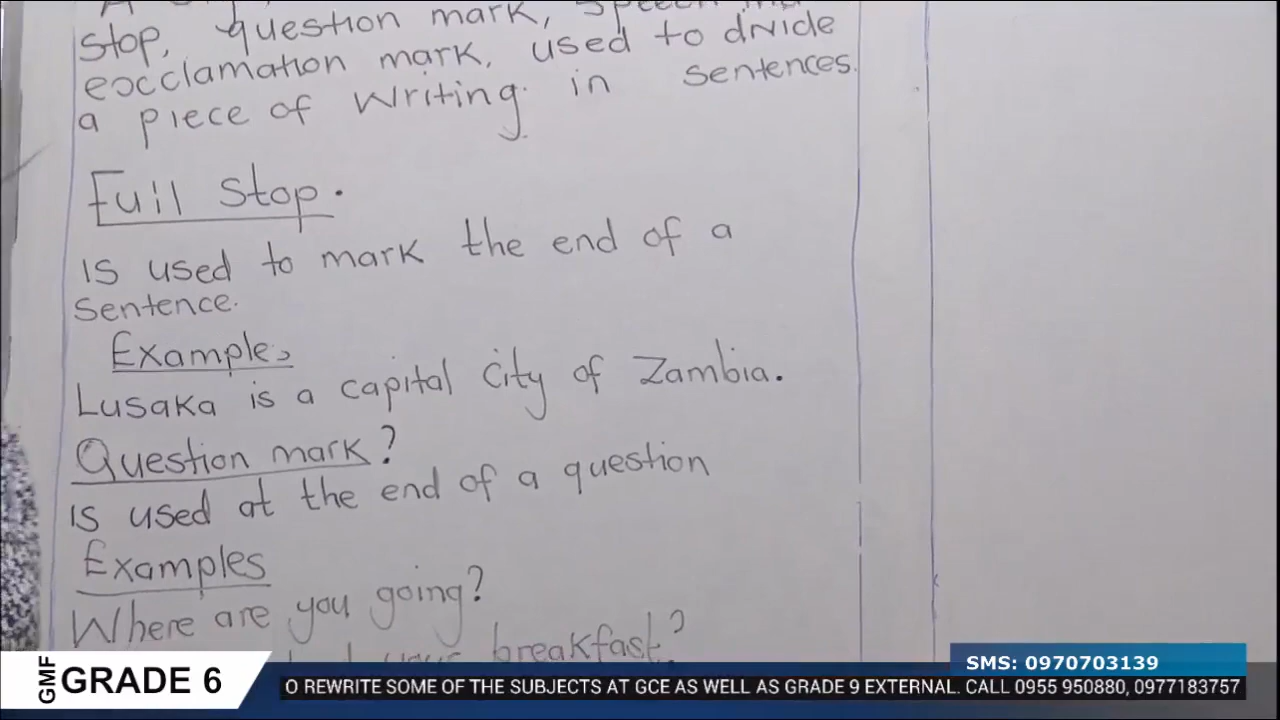 stop, question mark,
exclamation mark, used to divide
a piece of writing. in sentences.
Full Stop.
Is used to mark the end of a
Sentence.
Examples
Lusaka is a capital City of Zambia.
Question mark?
Is used at the end of a question
Examples
Where are you going?
your breakfast?
SMS: 0970703139
GMF GRADE 6
O REWRITE SOME OF THE SUBJECTS AT GCE AS WELL AS GRADE 9 EXTERNAL. CALL 0955 950880, 0977183757